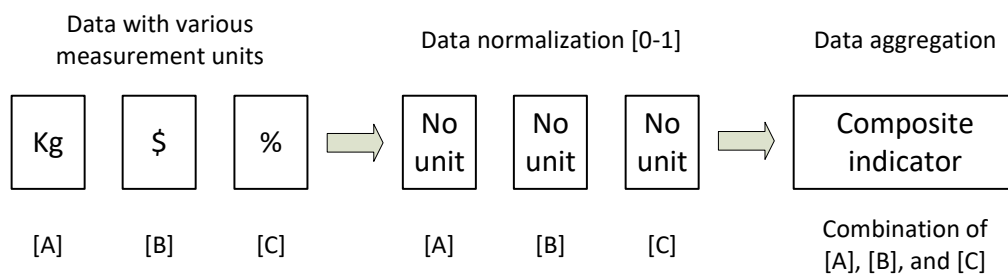 Data with various
measurement units
Data normalization [0-1]
Data aggregation
Kg
$
%
No
unit
No
unit
No
unit
Composite
indicator
[A]
[B]
[C]
[A]
[B]
[C]
Combination of
[A], [B], and [C]